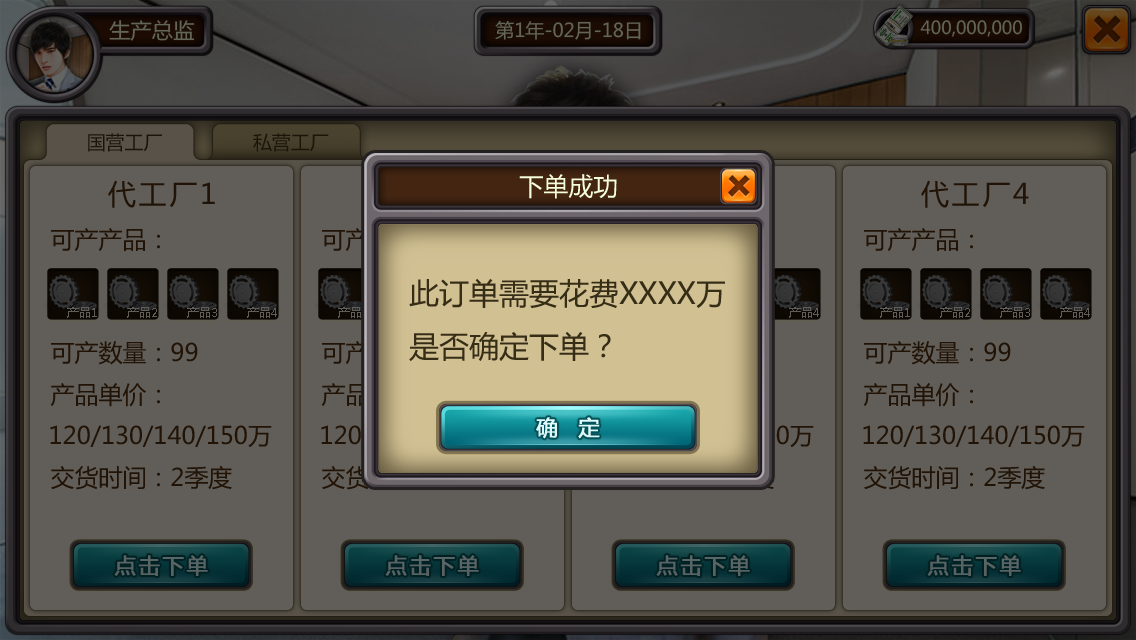 生产总监
第1年-02月-18日
400,000,000
国营工厂
私营工厂
代工厂1
可产产品：
产品1 产品2 产品3 产品4
可产数量：99
产品单价：
120/130/140/150万
交货时间：2季度
点击下单
可产
产品
可产
产品
120
交货
点击下单
下单成功
此订单需要花费XXXX万
是否确定下单？
确 定
产品4
0万
点击下单
代工厂4
可产产品：
产品1 产品2 产品3 产品4
可产数量：99
产品单价：
120/130/140/150万
交货时间：2季度
点击下单